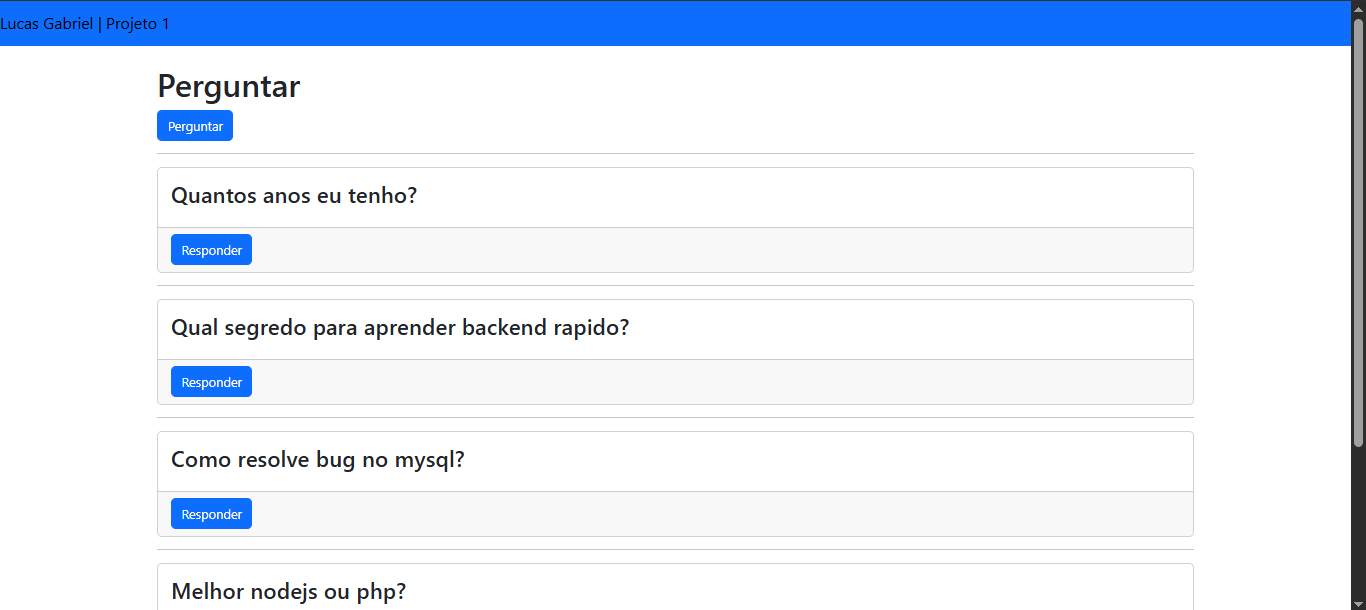 Lucas Gabriel | Projeto 1
Perguntar
Perguntar
Quantos anos eu tenho?
Responder
Qual segredo para aprender backend rapido?
Responder
Como resolve bug no mysql?
Responder
Melhor nodejs ou php?